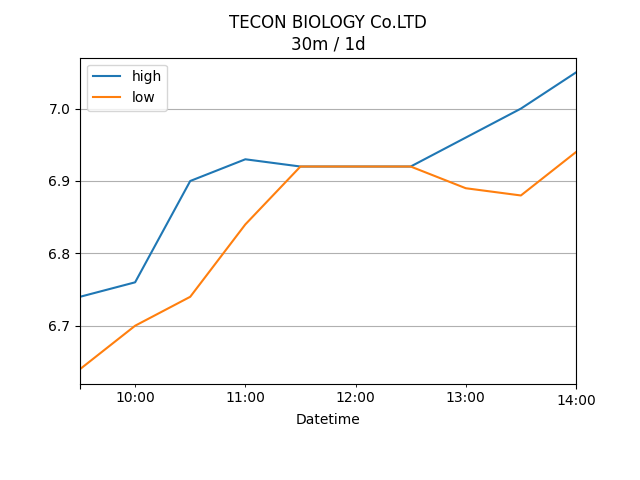 TECON BIOLOGY Co.LTD
30m / 1d
high
low
7.0
6.9
6.8
6.7
10:00 11:00 12:00 13:00 14:00
Datetime